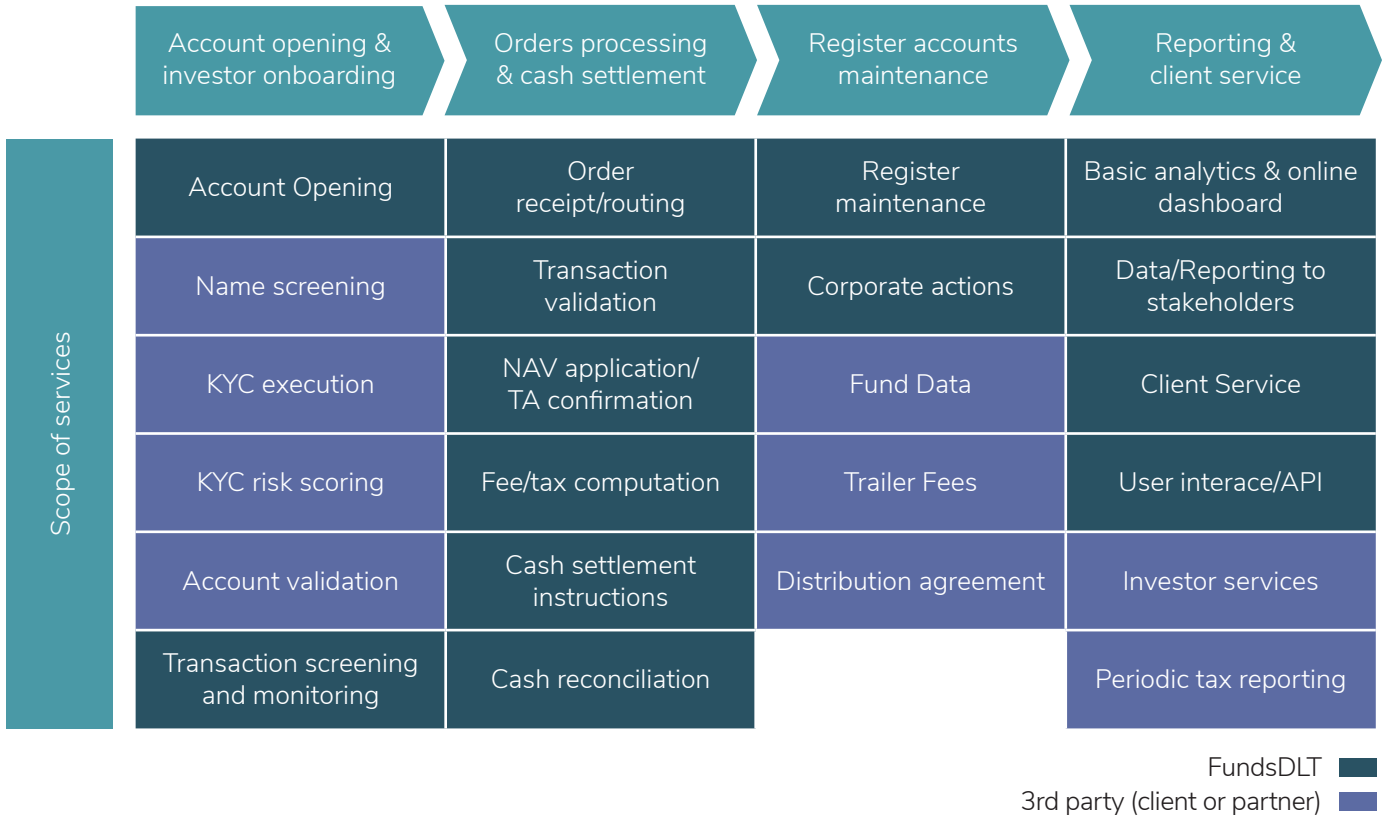 Account opening &
investor onboarding
Orders processing
& cash settlement
Register accounts
maintenance
Reporting &
client service
Scope of services
Account Opening
Order
receipt/routing
Register
maintenance
Basic analytics & online
dashboard
Name screening
Transaction
validation
Corporate actions
Data/Reporting to
stakeholders
KYC execution
NAV application/
TA confirmation
Fund Data
Client Service
KYC risk scoring
Fee/tax computation
Trailer Fees
User interace/API
Account validation
Cash settlement
instructions
Distribution agreement
Investor services
Transaction screening
and monitoring
Cash reconciliation
Periodic tax reporting
FundsDLT
3rd party (client or partner)